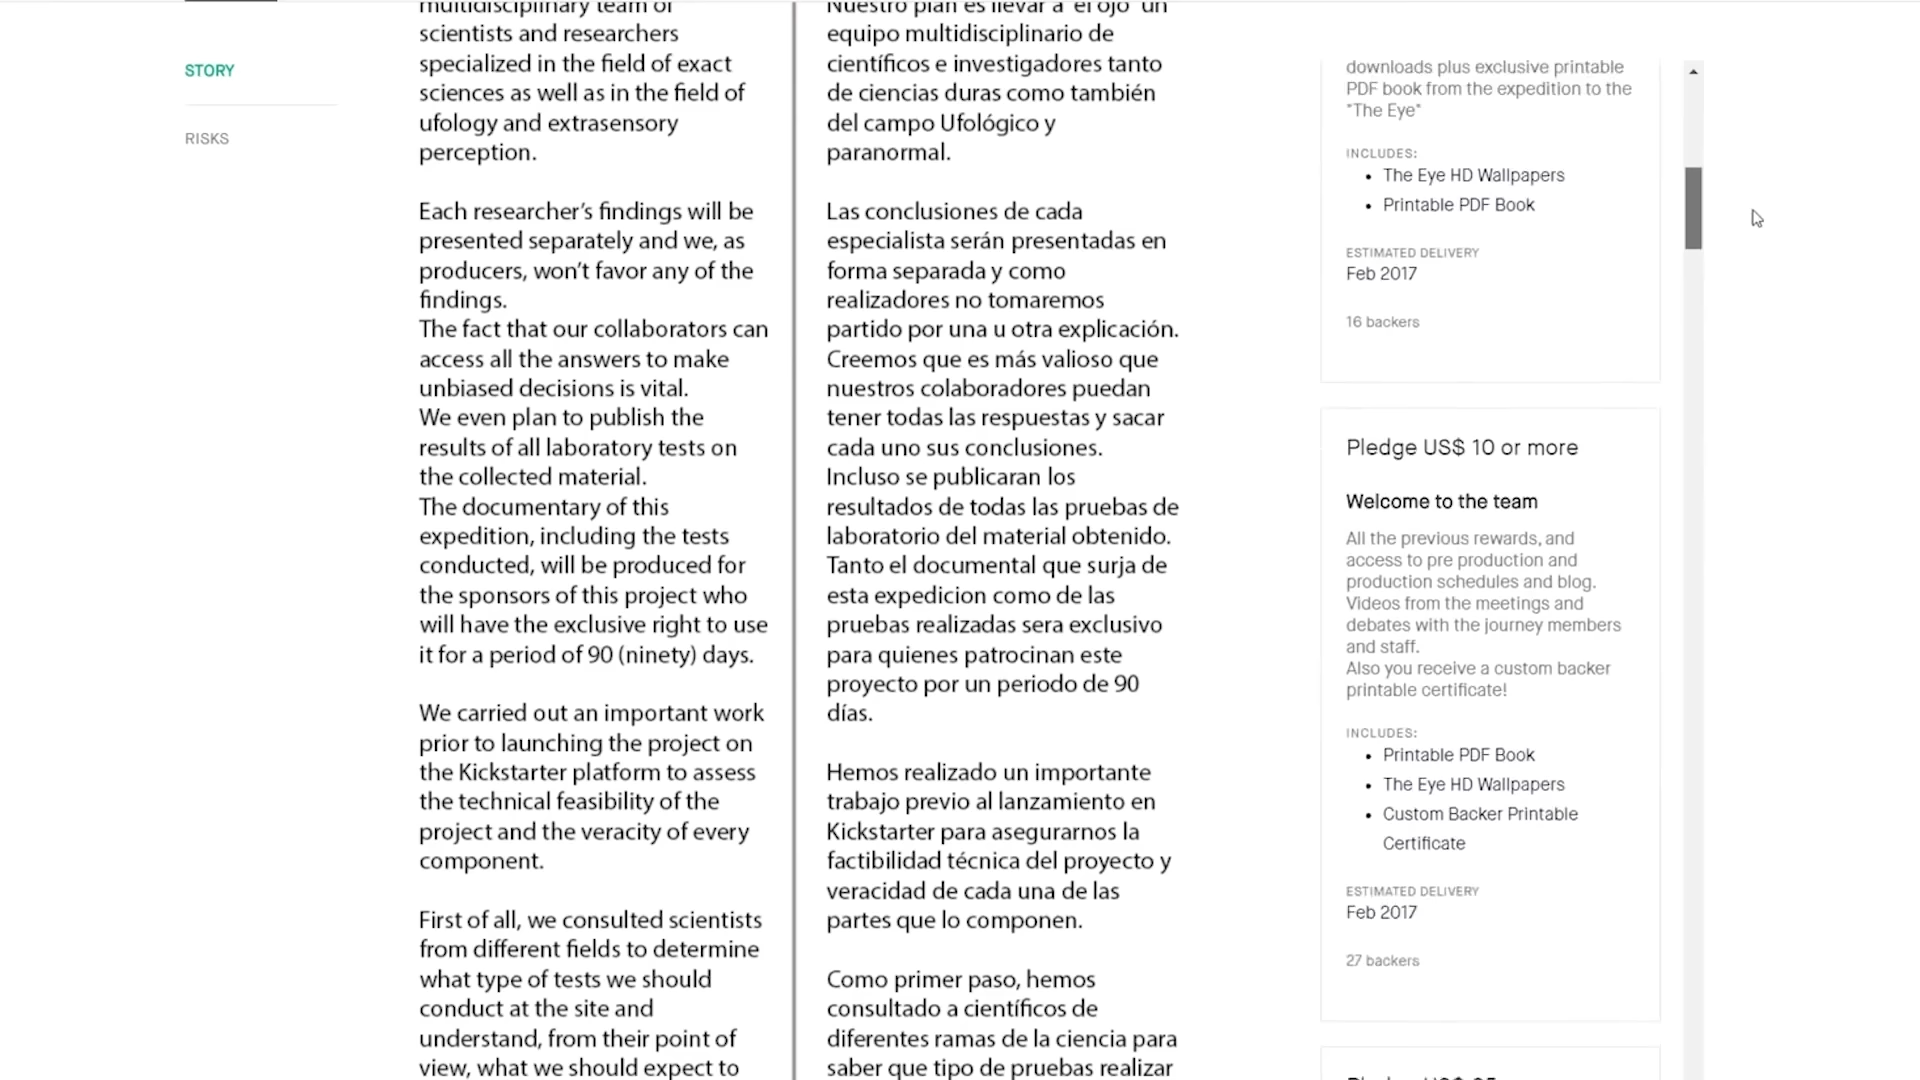 STORY
RISKS
multidisciplinary team of
scientists and researchers
specialized in the field of exact
sciences as well as in the field of
ufology and extrasensory
perception.
Each researcher’s findings will be
presented separately and we, as
producers, won’t favor any of the
findings.
The fact that our collaborators can
access all the answers to make
unbiased decisions is vital.
We even plan to publish the
results of all laboratory tests on
the collected material.
The documentary of this
expedition, including the tests
conducted, will be produced for
the sponsors of this project who
will have the exclusive right to use
it for a period of 90 (ninety) days.
We carried out an important work
prior to launching the project on
the Kickstarter platform to assess
the technical feasibility of the
project and the veracity of every
component.
First of all, we consulted scientists
from different fields to determine
what type of tests we should
conduct at the site and
understand, from their point of
view, what we should expect to
Nuestro plan es llevar a "el ojo" un
equipo multidisciplinario de
científicos e investigadores tanto
de ciencias duras como también
del campo Ufológico y
paranormal.
Las conclusiones de cada
especialista serán presentadas en
forma separada y como
realizadores no tomaremos
partido por una u otra explicación.
Creemos que es más valioso que
nuestros colaboradores puedan
tener todas las respuestas y sacar
cada uno sus conclusiones.
Incluso se publicaran los
resultados de todas las pruebas de
laboratorio del material obtenido.
Tanto el documental que surja de
esta expedicion como de las
pruebas realizadas sera exclusivo
para quienes patrocinan este
proyecto por un periodo de 90
días.
Hemos realizado un importante
trabajo previo al lanzamiento en
Kickstarter para asegurarnos la
factibilidad técnica del proyecto y
veracidad de cada una de las
partes que lo componen.
Como primer paso, hemos
consultado a científicos de
diferentes ramas de la ciencia para
saber que tipo de pruebas realizar
downloads plus exclusive printable
PDF book from the expedition to the
"The Eye"
INCLUDES:
• The Eye HD Wallpapers
• Printable PDF Book
ESTIMATED DELIVERY
Feb 2017
16 backers
Pledge US$ 10 or more
Welcome to the team
All the previous rewards, and
access to pre production and
production schedules and blog.
Videos from the meetings and
debates with the journey members
and staff.
Also you receive a custom backer
printable certificate!
INCLUDES:
• Printable PDF Book
• The Eye HD Wallpapers
• Custom Backer Printable
Certificate
ESTIMATED DELIVERY
Feb 2017
27 backers